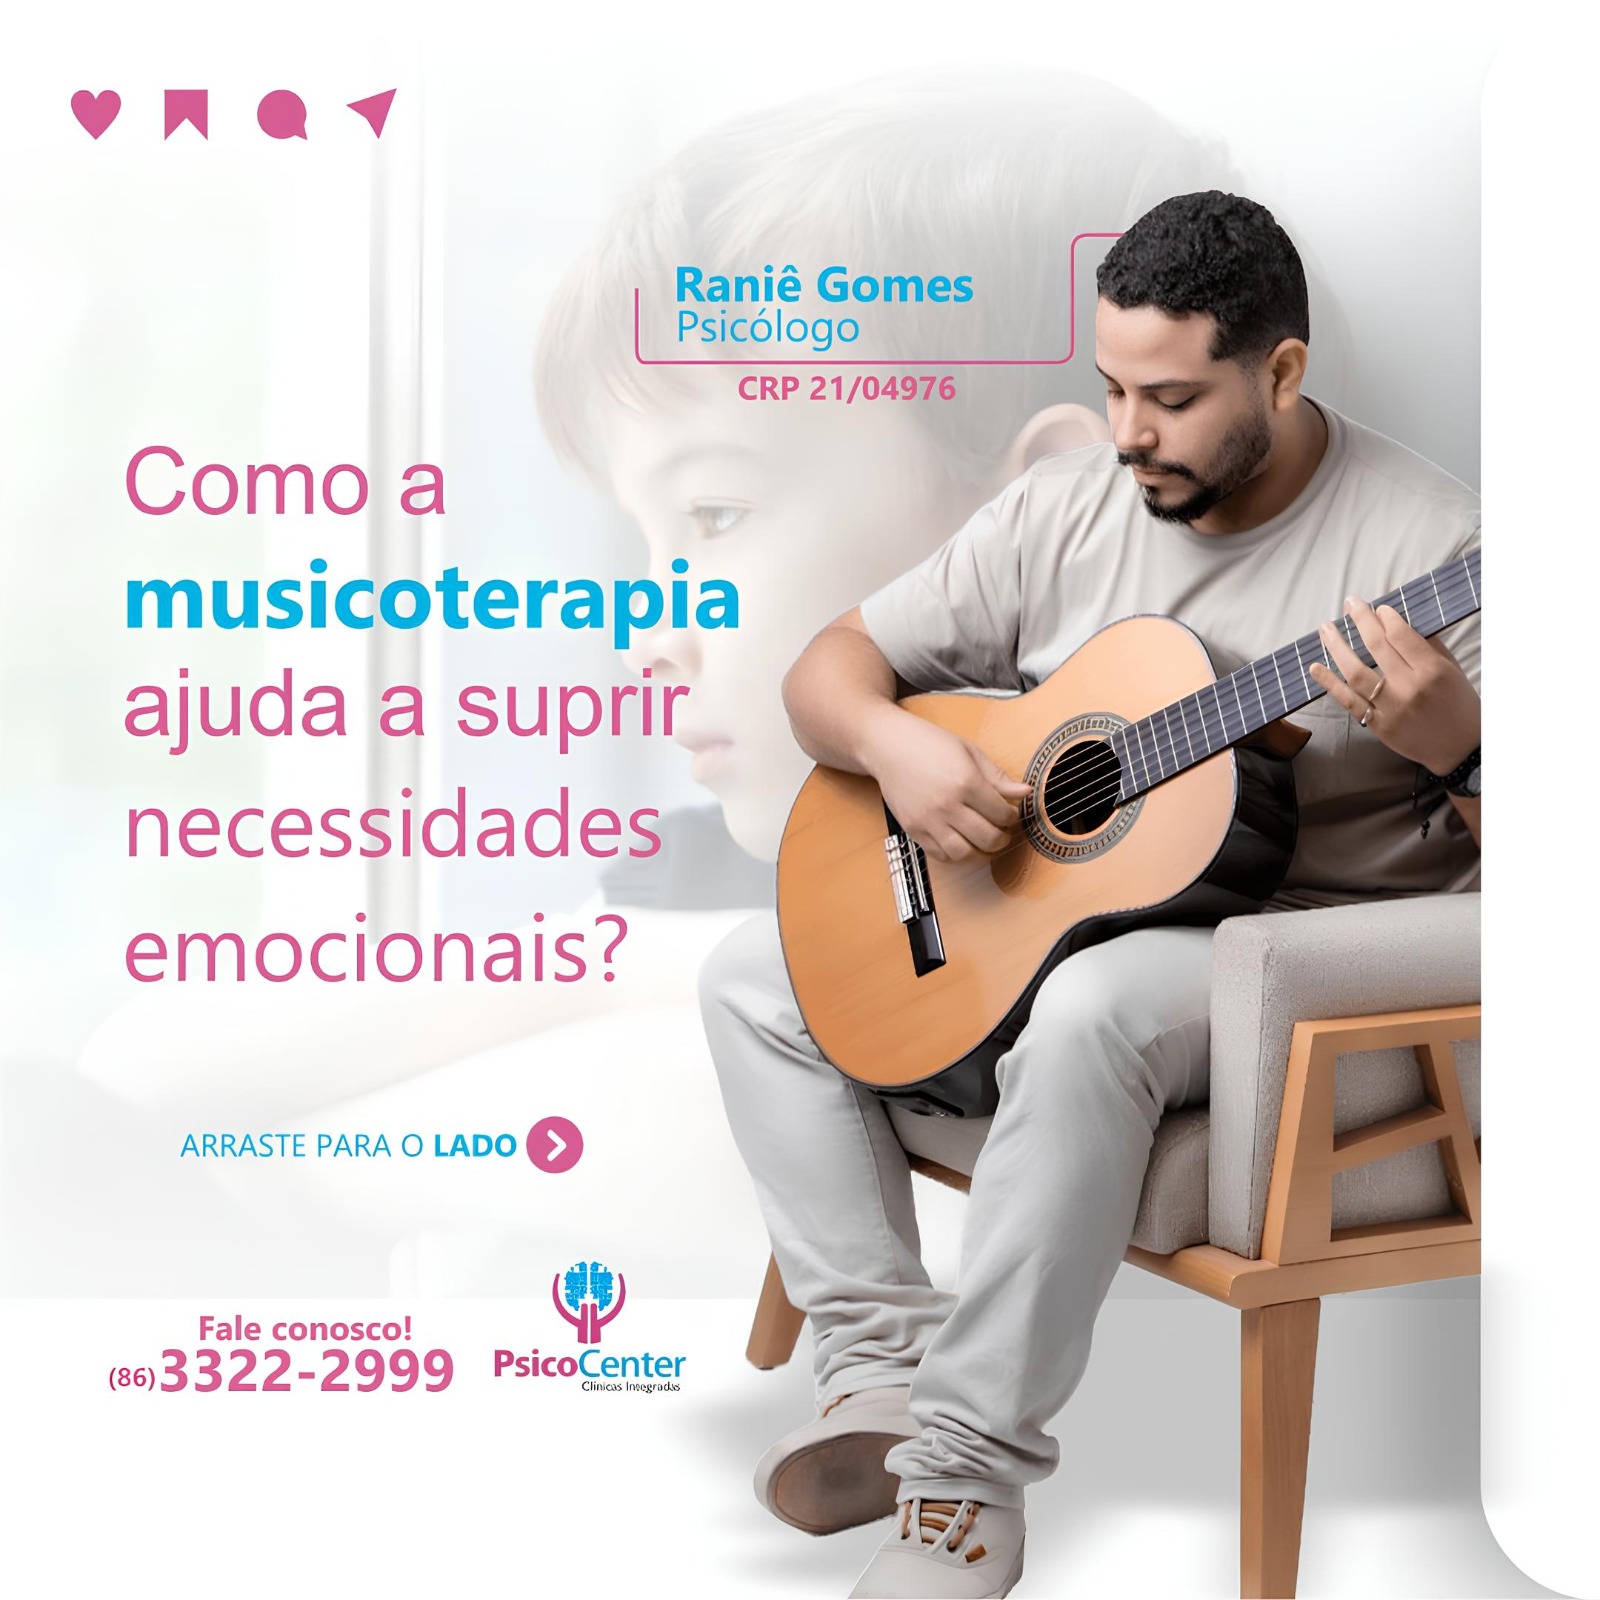 Raniê Gomes
Psicólogo
CRP 21/04976
Como a
musicoterapia
ajuda a suprir
necessidades
emocionais?
ARRASTE PARA O LADO
Fale conosco!
(86) 3322-2999
PsicoCenter
Clínicas Integradas